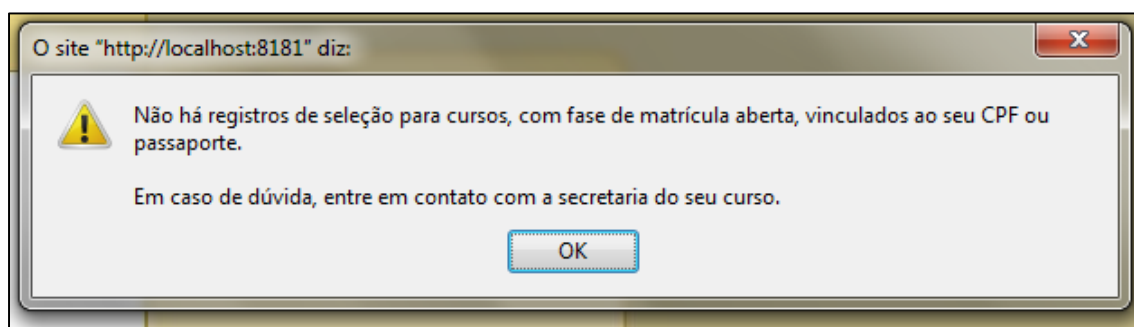 O site "http://localhost:8181" diz:
Não há registros de seleção para cursos, com fase de matrícula aberta, vinculados ao seu CPF ou
passaporte.
Em caso de dúvida, entre em contato com a secretaria do seu curso.
OK